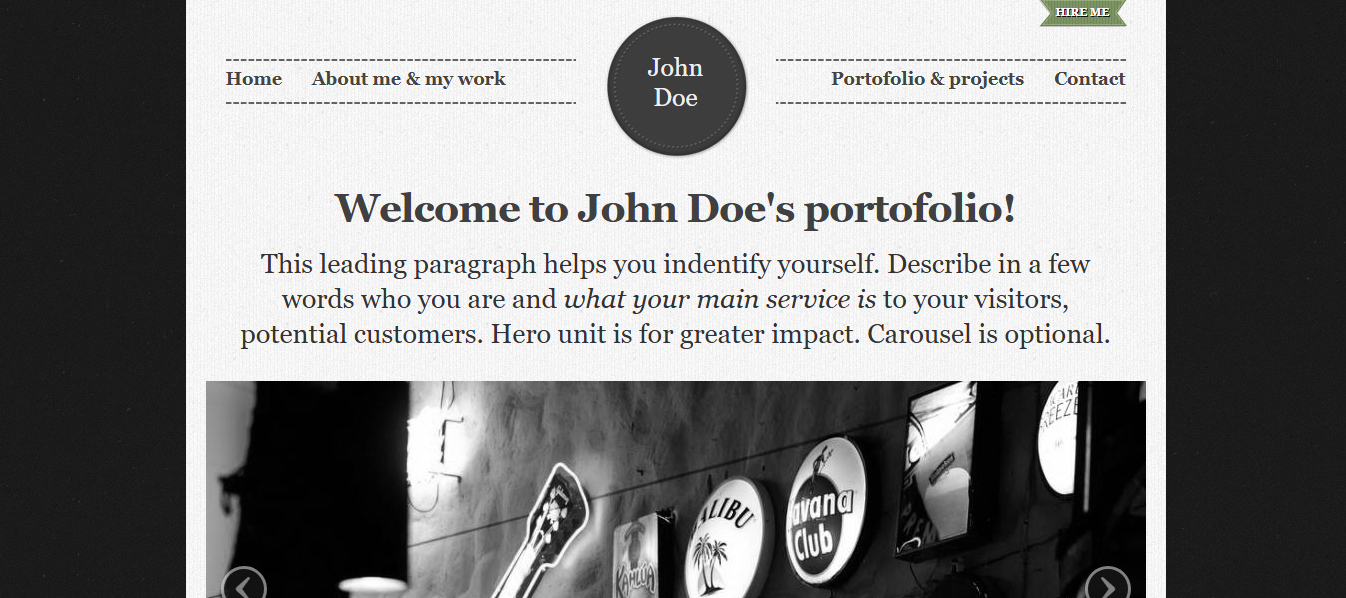 HIRE ME
Home About me & my work
John
Doe
Portofolio & projects Contact
Welcome to John Doe's portofolio!
This leading paragraph helps you indentify yourself. Describe in a few
words who you are and what your main service is to your visitors,
potential customers. Hero unit is for greater impact. Carousel is optional.
KAHLUA
MALIBU
avana
Club